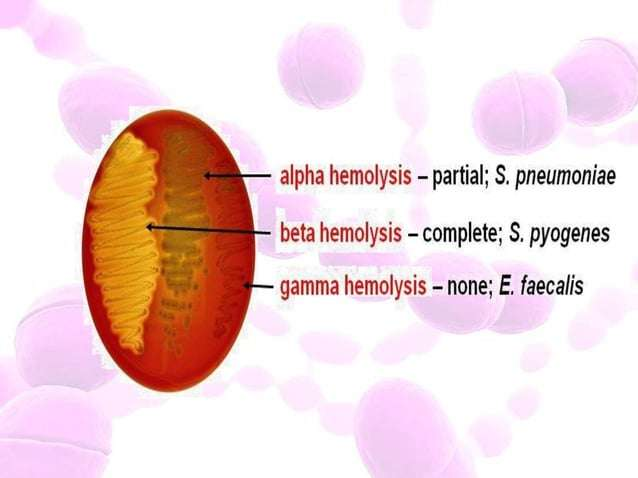 alpha hemolysis – partial; S. pneumoniae
beta hemolysis – complete; S. pyogenes
gamma hemolysis – none; E. faecalis